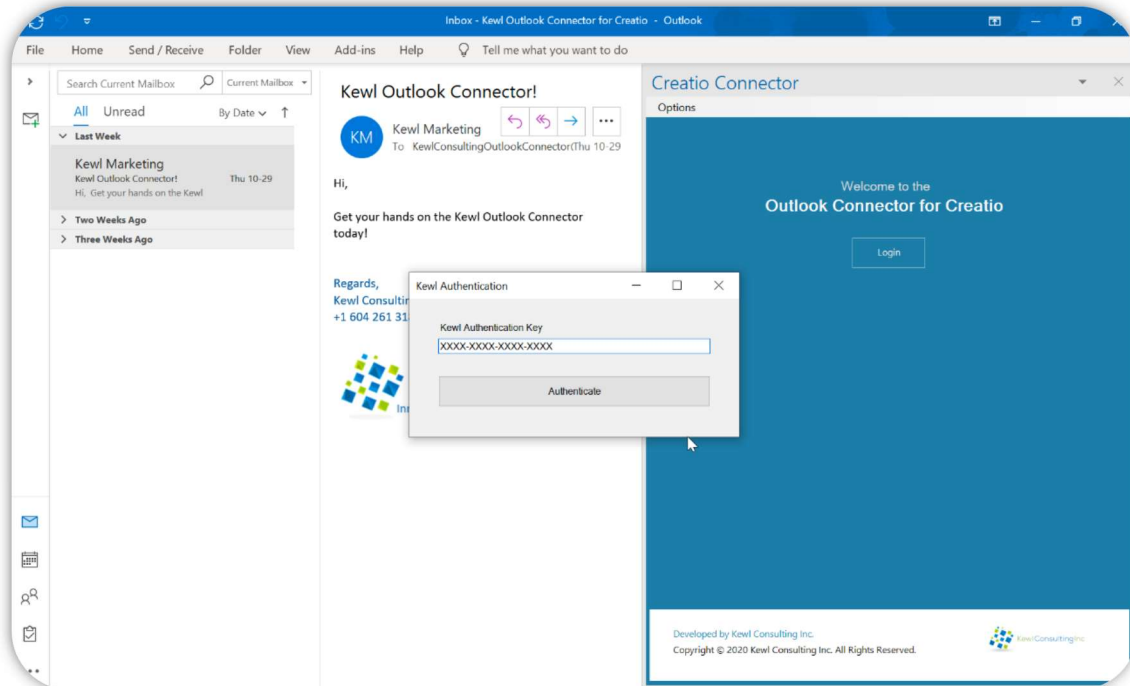 Inbox - Kewl Outlook Connector for Creatio - Outlook
File Home Send / Receive Folder View Add-ins Help Tell me what you want to do
Search Current Mailbox Current Mailbox
All Unread By Date
Last Week
Kewl Marketing
Kewl Outlook Connector! Thu 10-29
Hi, Get your hands on the Kewl
Two Weeks Ago
Three Weeks Ago
Kewl Outlook Connector!
KM
Kewl Marketing
To KewlConsultingOutlookConnector(Thu 10-29
Hi,
Get your hands on the Kewl Outlook Connector
today!
Regards,
Kewl
+1 604 261
Kewl Authentication
Kewl Authentication Key
XXXX-XXXX-XXXX-XXXX
Authenticate
Creatio Connector
Options
Welcome to the
Outlook Connector for Creatio
Login
Developed by Kewl Consulting Inc.
Copyright © 2020 Kewl Consulting Inc. All Rights Reserved.
KewlConsultingInc